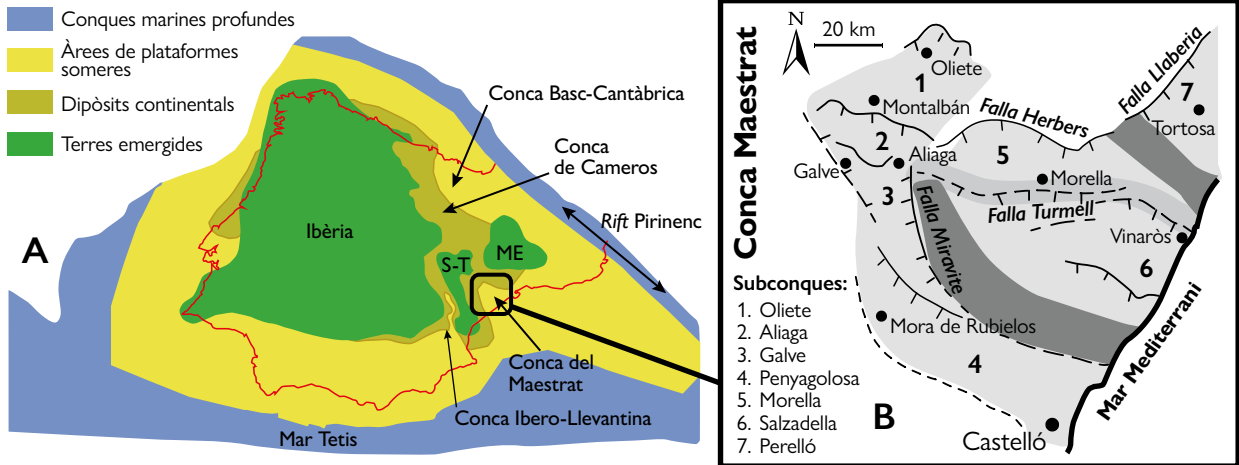 Conques marines profundes
Àrees de plataformes
someres
Dipòsits continentals
Terres emergides
Conca Basc-Cantàbrica
Conca
de Cameros
Rift Pirinenc
Ibèria
A
S-T
ME
Conca del
Maestrat
Conca Ibero-Llevantina
Mar Tetis
Conca Maestrat
N
20 km
Oliete
1
Montalbán
Falla Herbers
Falla Llaberia
7
Tortosa
2
Galve
Aliaga
5
Morella
3
Falla Miravite
Falla Turmell
Vinaròs
6
Mora de Rubielos
4
Mar Mediterrani
Castelló
B
Subconques:
1. Oliete
2. Aliaga
3. Galve
4. Penyagolosa
5. Morella
6. Salzadella
7. Perelló